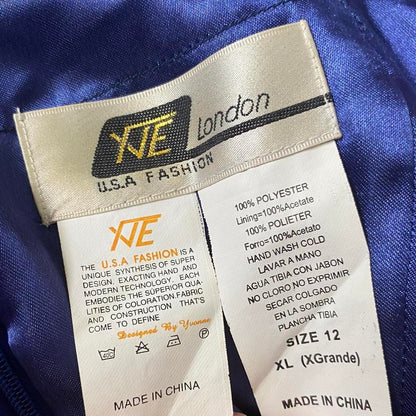 YJE London
U.S.A FASHION
YJE
THE U.S.A FASHION IS A
UNIQUE SYNTHESIS OF SUPER
DESIGN. EXACTING HAND AND
MODERN TECHNOLOGY. EACH
EMBODIES THE SUPERIOR QUA-
LITIES OF COLORATION.FABRIC
AND CONSTRUCTION THAT'S
COME TO DEFINE
Designed By Yvonne
MADE IN CHINA
100% POLYESTER
Lining=100%Acetate
100% POLIETER
Forro=100%Acetato
HAND WASH COLD
LAVAR A MANO
AGUA TIBIA CON JABON
NO CLORO NO EXPRIMIR
SECAR COLGADO
EN LA SOMBRA
PLANCHA TIBIA
SIZE 12
XL (XGrande)
MADE IN CHINA